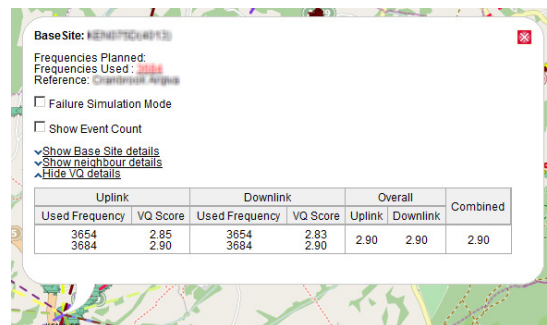 Base Site:
Frequencies Planned:
Frequencies Used : 3684
Reference:
Failure Simulation Mode
Show Event Count
Show Base Site details
Show neighbour details
Hide VQ details
Uplink Downlink Overall Combined
Used Frequency VQ Score Used Frequency VQ Score Uplink Downlink
3654 2.85 3654 2.83
3684 2.90 3684 2.90 2.90 2.90 2.90